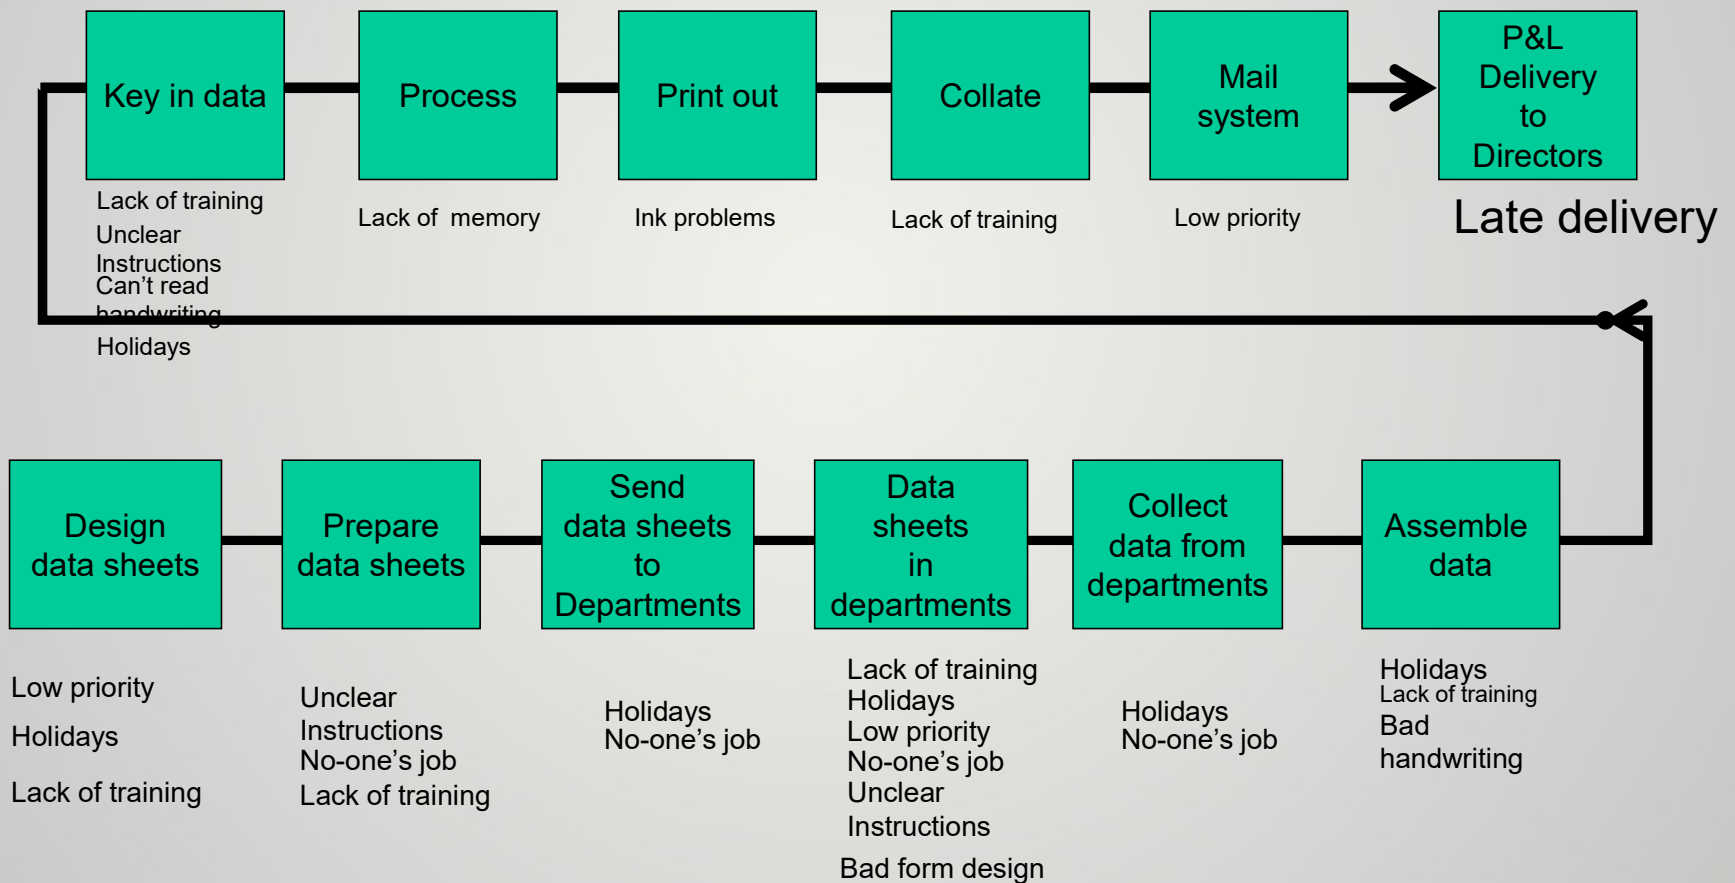 Key in data
Process
Print out
Collate
Mail
system
P&L
Delivery
to
Directors
Lack of training
Unclear
Instructions
Can’t read
handwriting
Holidays
Lack of  memory
Ink problems
Lack of training
Low priority
Late delivery
Design
data sheets
Prepare
data sheets
Send
data sheets
to
Departments
Data
sheets
in
departments
Collect
data from
departments
Assemble
data
Low priority
Holidays
Lack of training
Unclear
Instructions
No-one’s job
Lack of training
Holidays
No-one’s job
Lack of training
Holidays
Low priority
No-one’s job
Unclear
Instructions
Bad form design
Holidays
No-one’s job
Holidays
Lack of training
Bad
handwriting